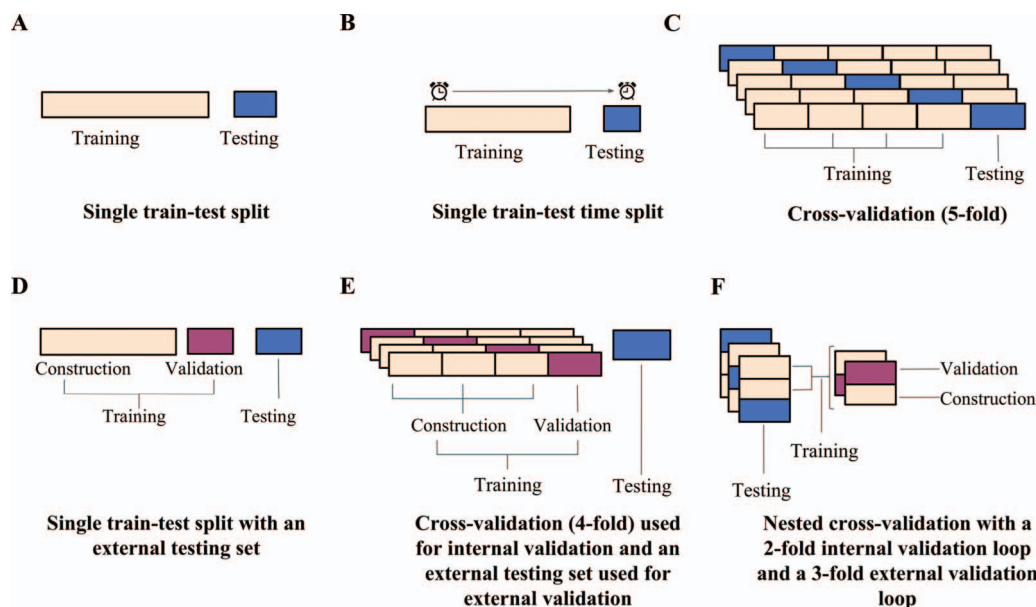 A
Training
Testing
Single train-test split
B
Training
Testing
Single train-test time split
C
Training
Testing
Cross-validation (5-fold)
D
Construction
Validation
Training
Testing
Single train-test split with an
external testing set
E
Construction
Validation
Training
Testing
Cross-validation (4-fold) used
for internal validation and an
external testing set used for
external validation
F
Validation
Construction
Training
Testing
Nested cross-validation with a
2-fold internal validation loop
and a 3-fold external validation
loop